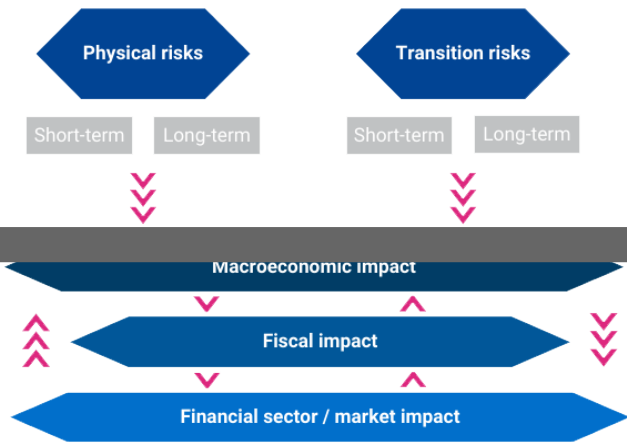 Physical risks
Transition risks
Short-term
Long-term
Short-term
Long-term
Macroeconomic impact
Fiscal impact
Financial sector / market impact